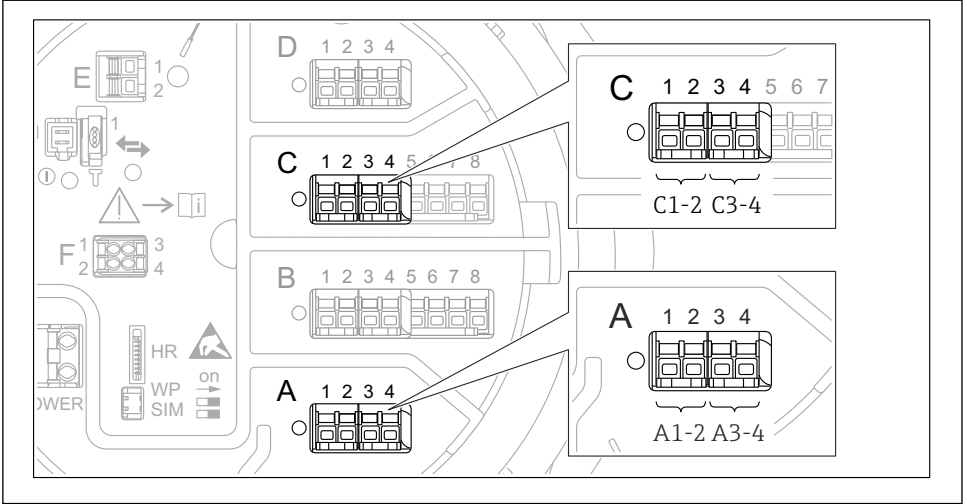 D 1 2 3 4
E 1
2
1
C 1 2 3 4 5 6 7 8
F 1 3
2 4
B 1 2 3 4 5 6 7 8
HR
WP on
SIM
OWER
A 1 2 3 4
C 1 2 3 4 5 6 7
C1-2 C3-4
A 1 2 3 4
A1-2 A3-4